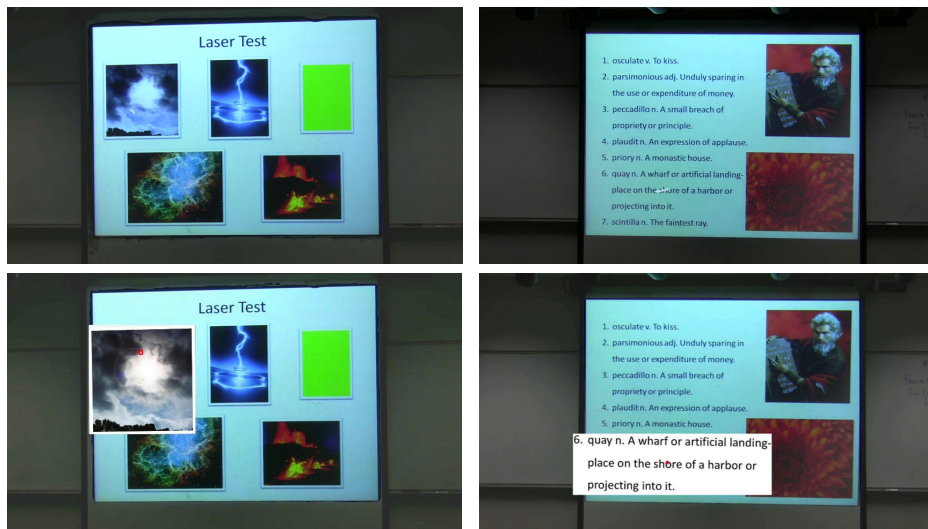 Laser Test
1. osculate v. To kiss.
2. parsimonious adj. Unduly sparing in
the use or expenditure of money.
3. peccadillo n. A small breach of
propriety or principle.
4. plaudit n. An expression of applause.
5. priory n. A monastic house.
6. quay n. A wharf or artificial landing-
place on the shore of a harbor or
projecting into it.
7. scintilla n. The faintest ray.
Laser Test
1. osculate v. To kiss.
2. parsimonious adj. Unduly sparing in
the use or expenditure of money.
3. peccadillo n. A small breach of
propriety or principle.
4. plaudit n. An expression of applause.
5. priory n. A monastic house.
6. quay n. A wharf or artificial landing-
place on the shore of a harbor or
projecting into it.